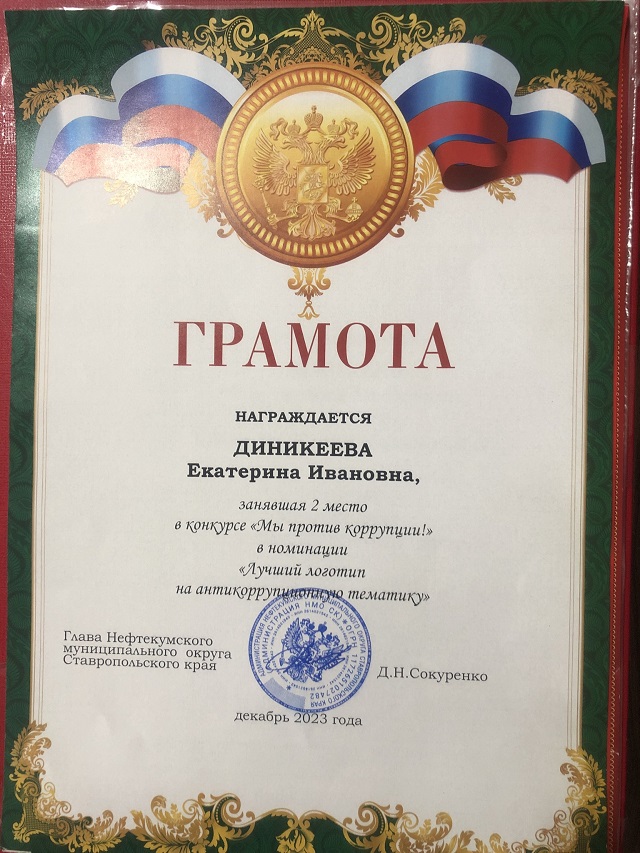 ГРАМОТА
НАГРАЖДАЕТСЯ
ДИНИКЕЕВА
Екатерина Ивановна,
занявшая 2 место
в конкурсе «Мы против коррупции!»
в номинации
«Лучший логотип
на антикоррупционную тематику»
Глава Нефтекумского
муниципального округа
Ставропольского края
Д.Н.Сокуренко
декабрь 2023 года